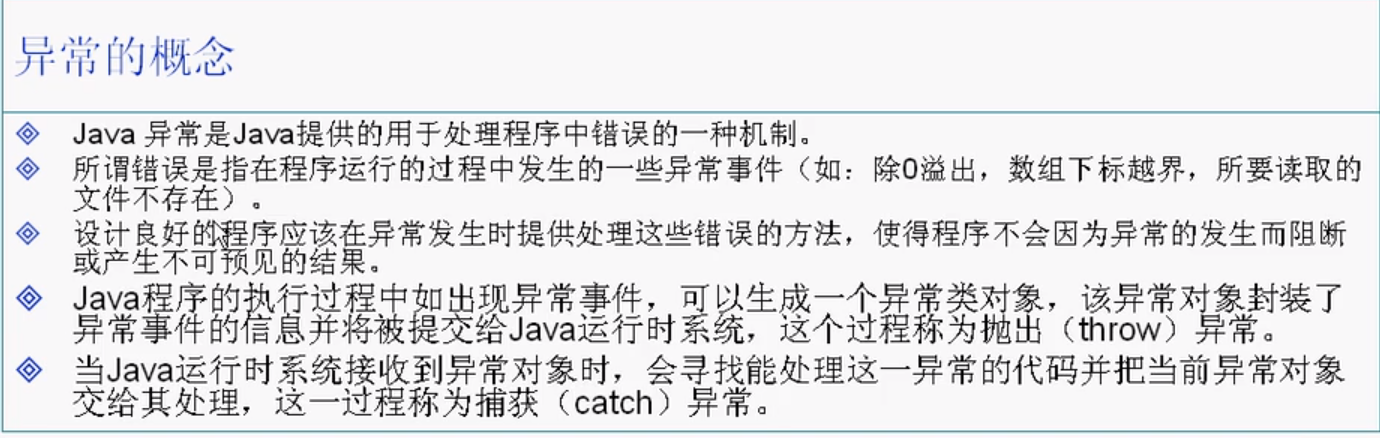 异常的概念
Java 异常是Java提供的用于处理程序中错误的一种机制。
所谓错误是指在程序运行的过程中发生的一些异常事件（如：除0溢出，数组下标越界，所要读取的
文件不存在）。
设计良好的程序应该在异常发生时提供处理这些错误的方法，使得程序不会因为异常的发生而阻断
或产生不可预见的结果。
Java程序的执行过程中如出现异常事件，可以生成一个异常类对象，该异常对象封装了
异常事件的信息并将被提交给Java运行时系统，这个过程称为抛出（throw）异常。
当Java运行时系统接收到异常对象时，会寻找能处理这一异常的代码并把当前异常对象
交给其处理，这一过程称为捕获（catch）异常。